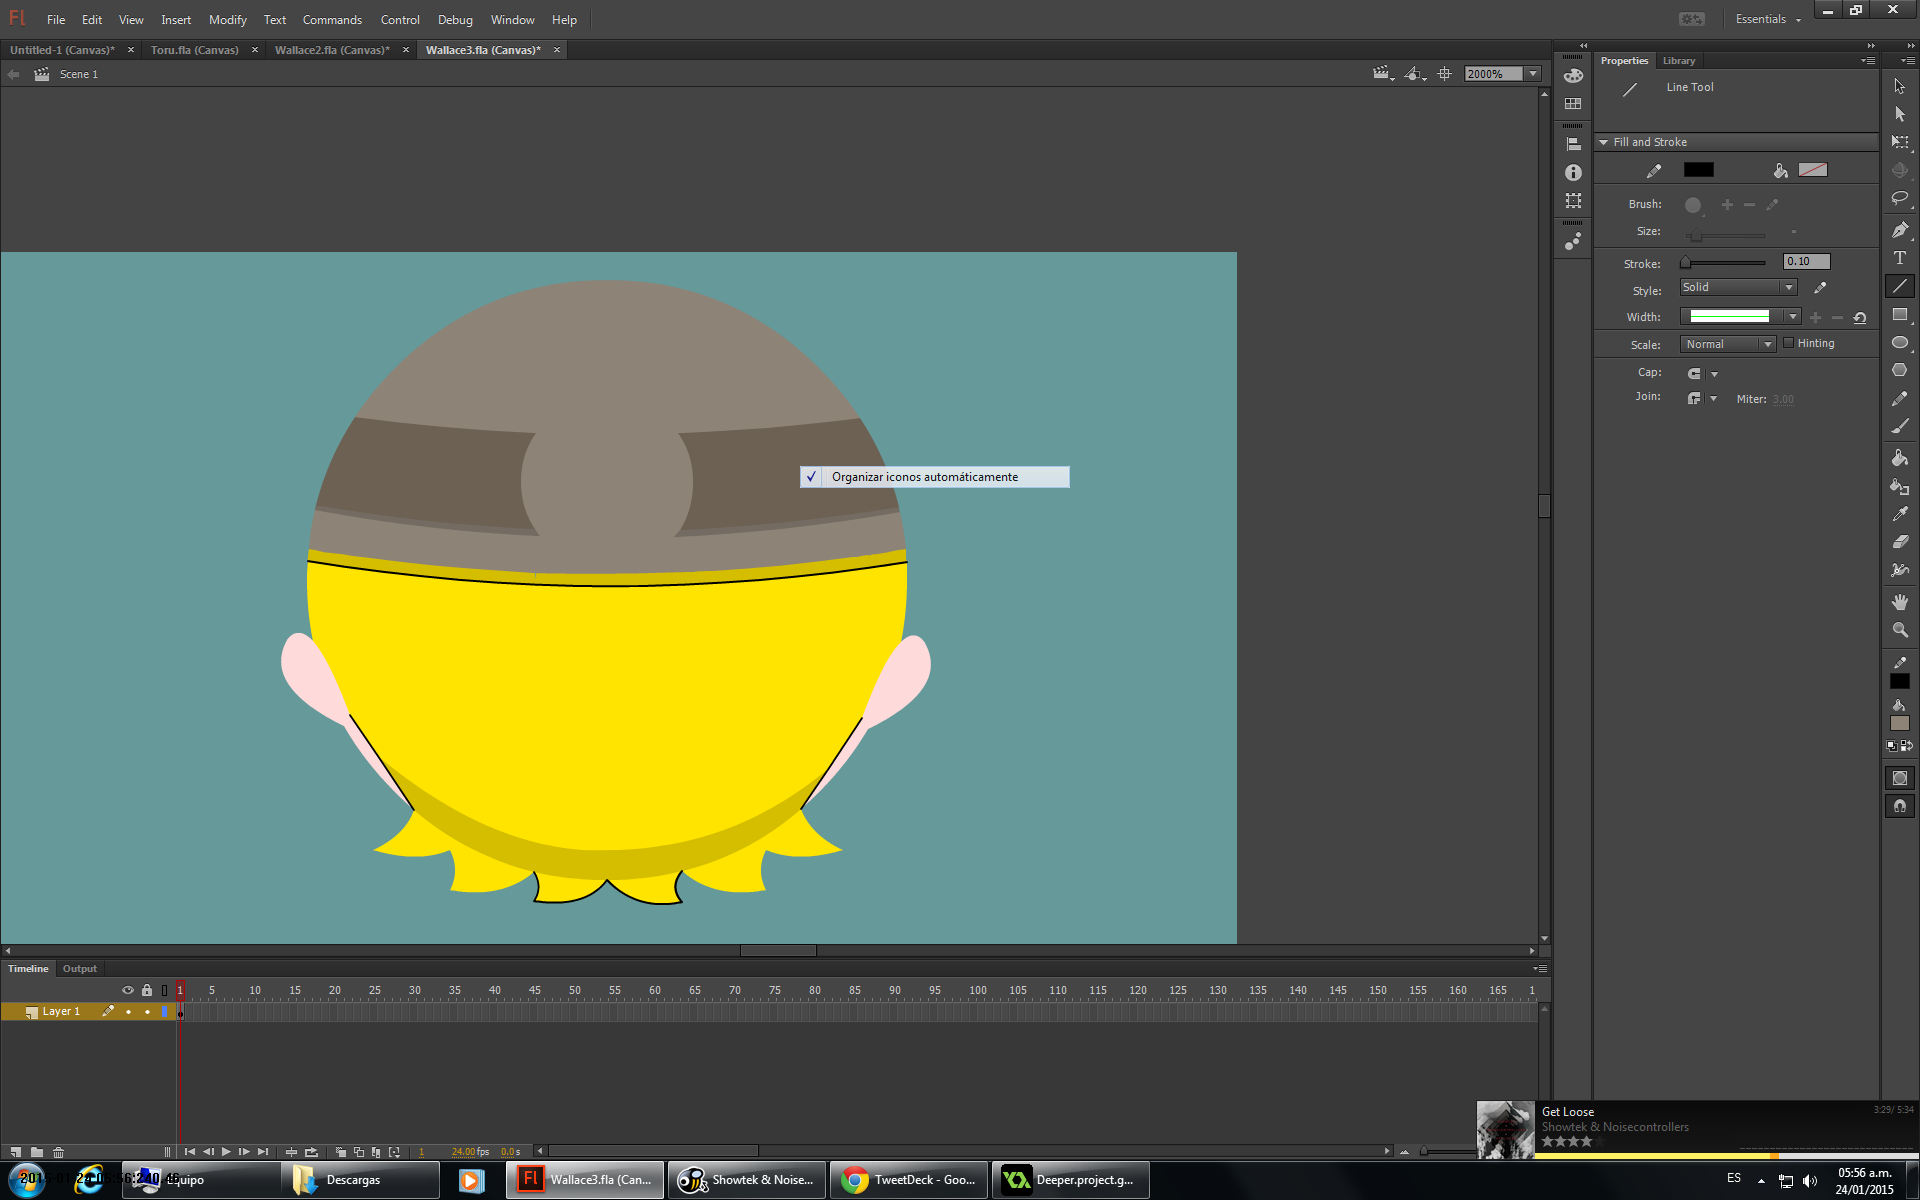 Fl File Edit View Insert Modify Text Commands Control Debug Window Help Essentials
Untitled-1 (Canvas)* × Toru.fla (Canvas) × Wallace2.fla (Canvas)* × Wallace3.fla (Canvas)* ×
Scene 1 2000%
Properties Library
Line Tool
Fill and Stroke
Brush:
Size:
Stroke: 0.10
Style: Solid
Width:
Scale: Normal Hinting
Cap:
Join: Miter: 3.00
T
✓ Organizar iconos automáticamente
Timeline Output
1 5 10 15 20 25 30 35 40 45 50 55 60 65 70 75 80 85 90 95 100 105 110 115 120 125 130 135 140 145 150 155 160 165 1
Layer 1
1 24.00 fps 0.0 s
Get Loose 3:29/ 5:34
Showtek & Noisecontrollers
Equipo Descargas Fl Wallace3.fla (Can... Showtek & Noise... TweetDeck - Goo... Deeper.project.g... ES 05:56 a.m.
24/01/2015